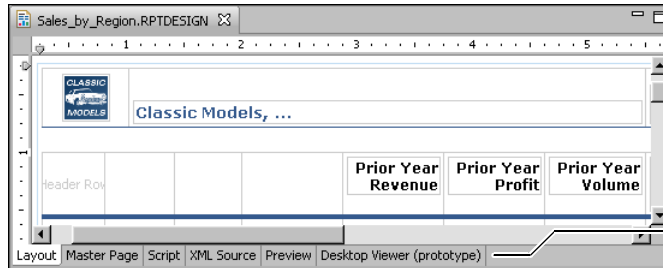 Sales_by_Region.RPTDESIGN
1 2 3 4 5
CLASSIC
MODELS
Classic Models, ...
1
Prior Year Prior Year Prior Year
Header Row
Revenue Profit Volume
Layout Master Page Script XML Source Preview Desktop Viewer (prototype)